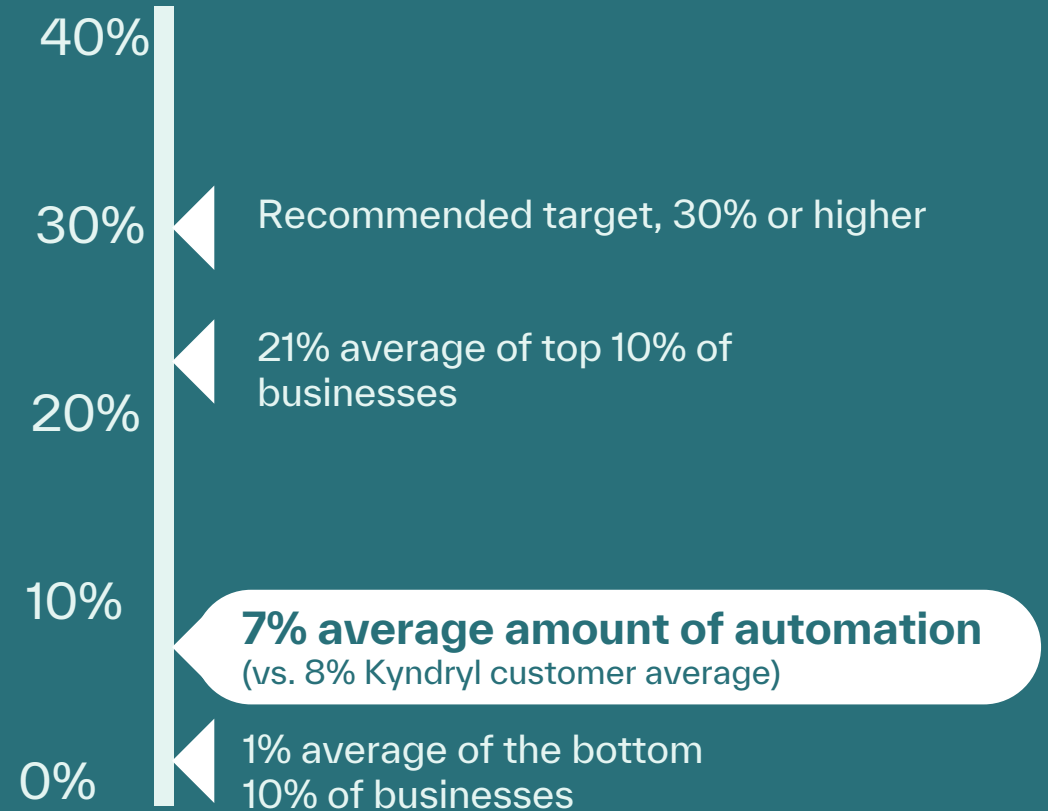 40%
30%
Recommended target, 30% or higher
21% average of top 10% of
businesses
20%
10%
7% average amount of automation
(vs. 8% Kyndryl customer average)
1% average of the bottom
10% of businesses
0%